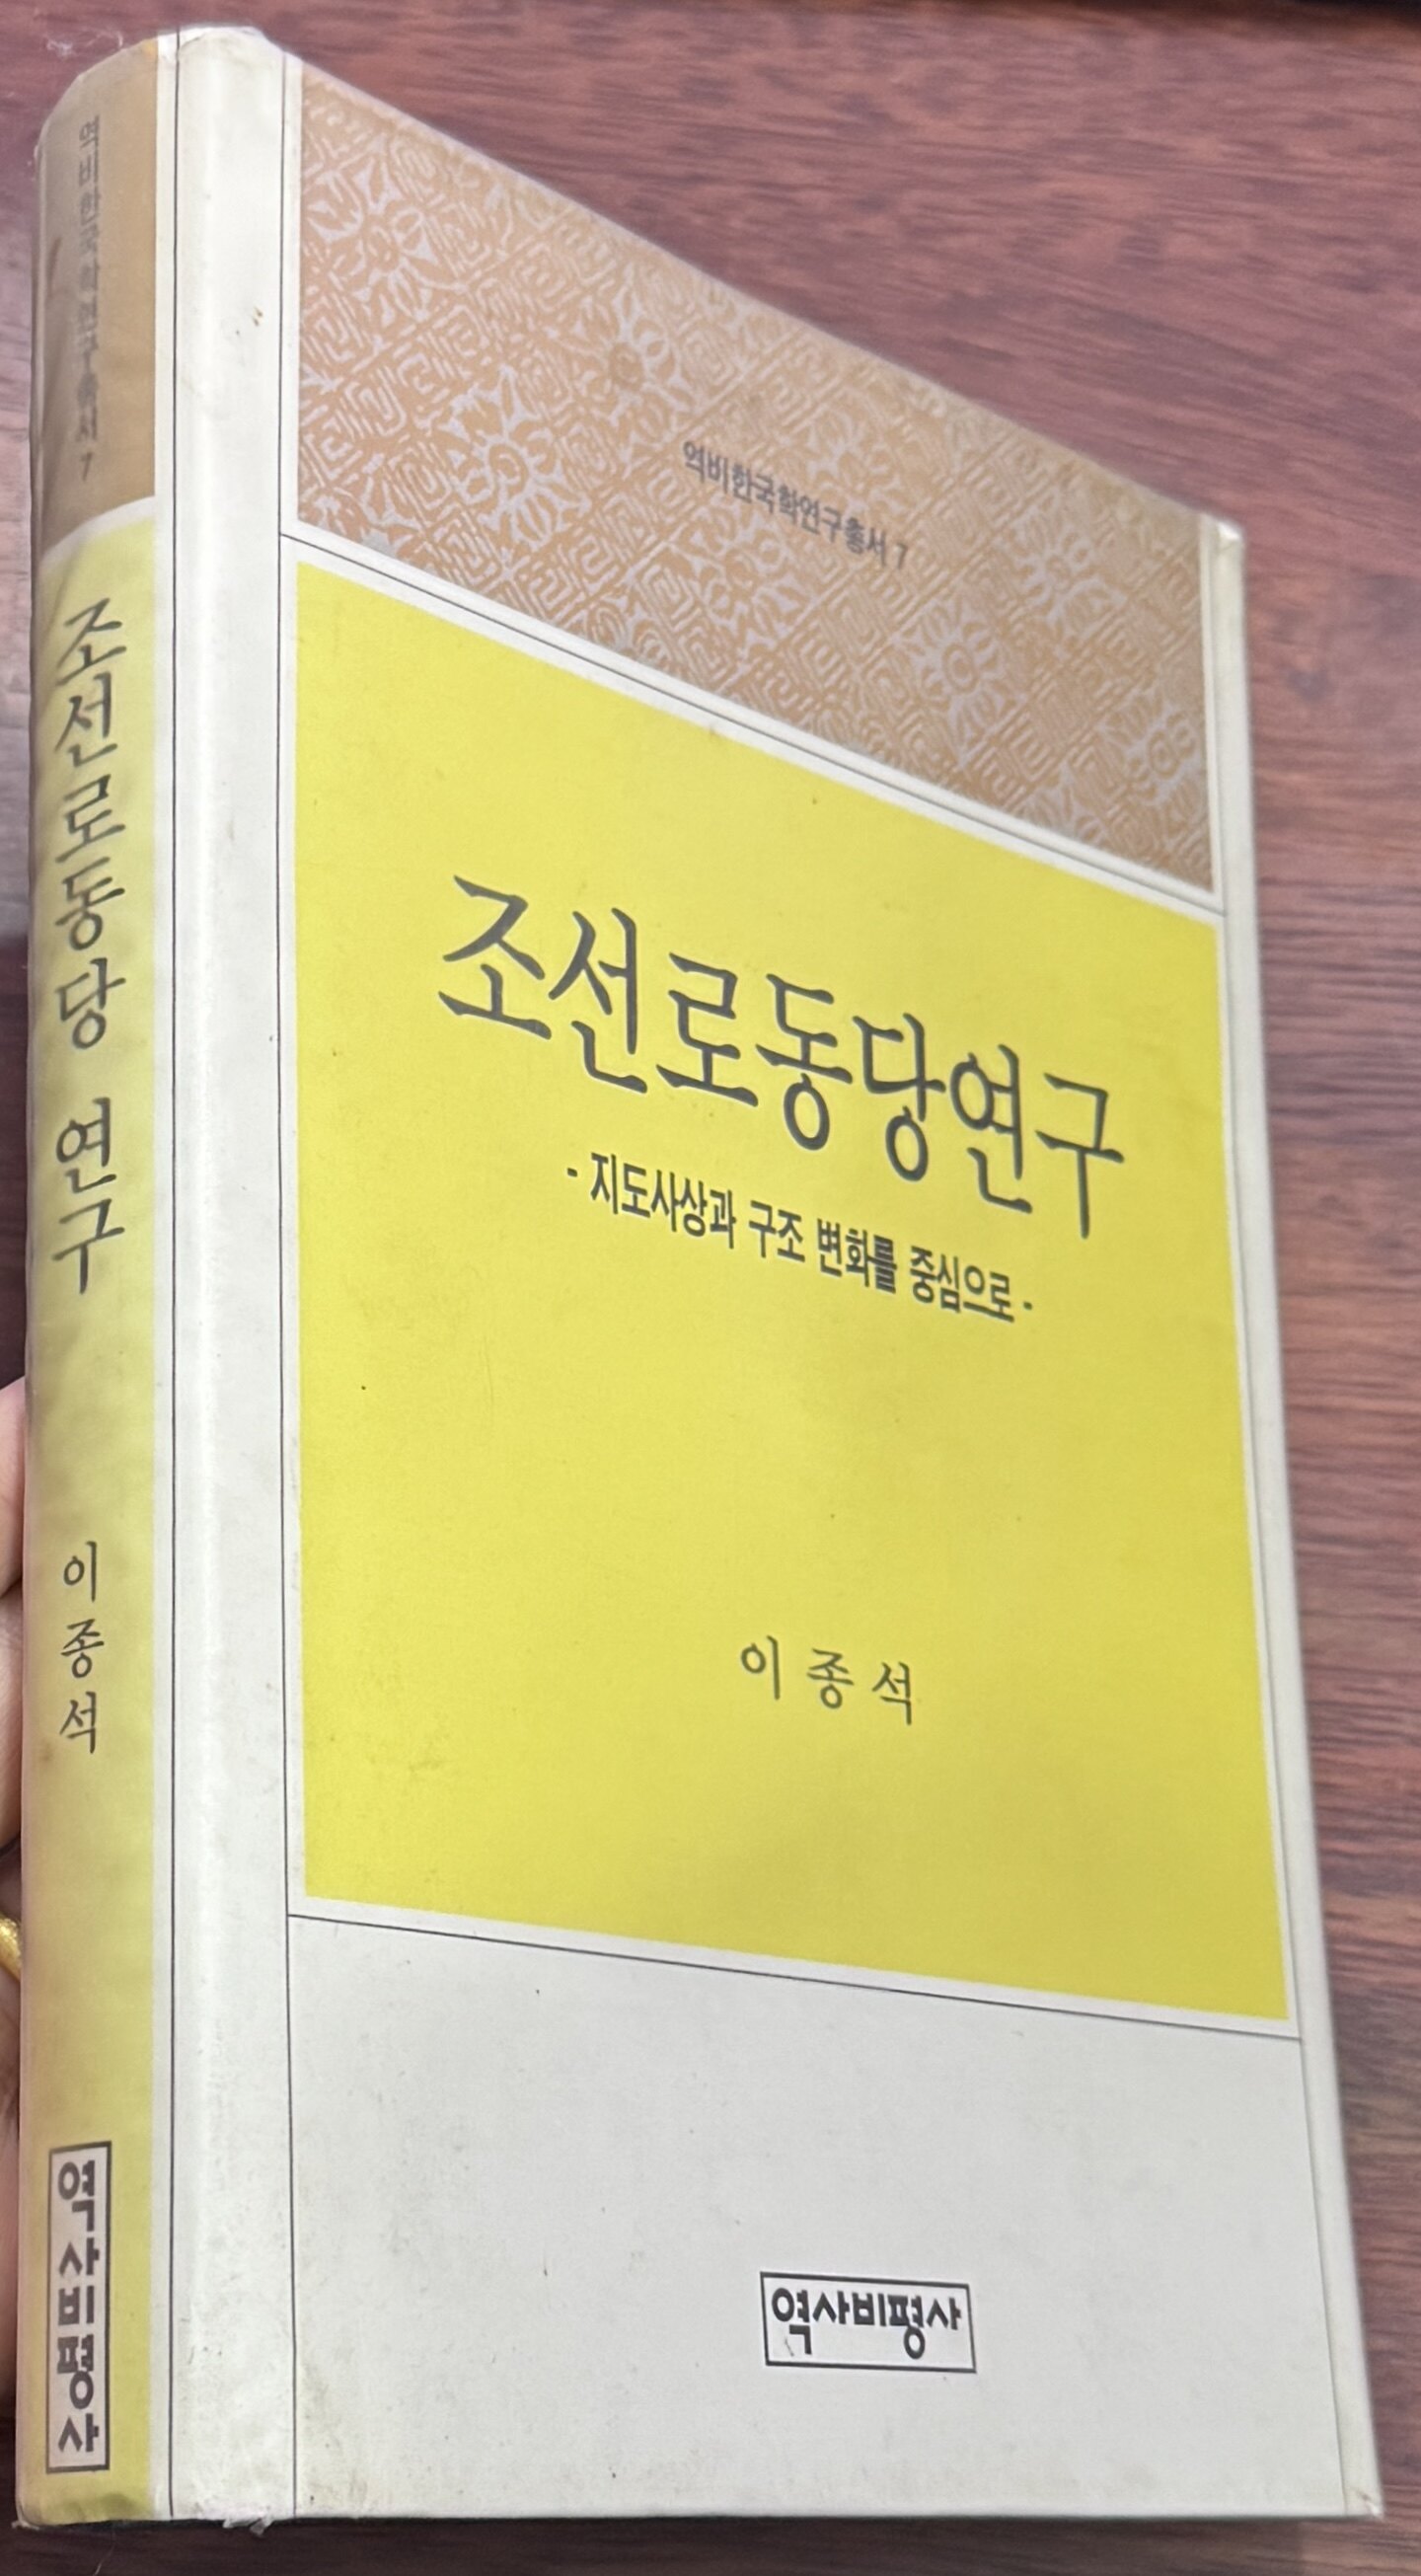 역비한국학연구총서 7
조선로동당 연구
이종석
역사비평사
역비한국학연구총서 7
조선로동당연구
- 지도사상과 구조 변화를 중심으로 -
이종석
역사비평사